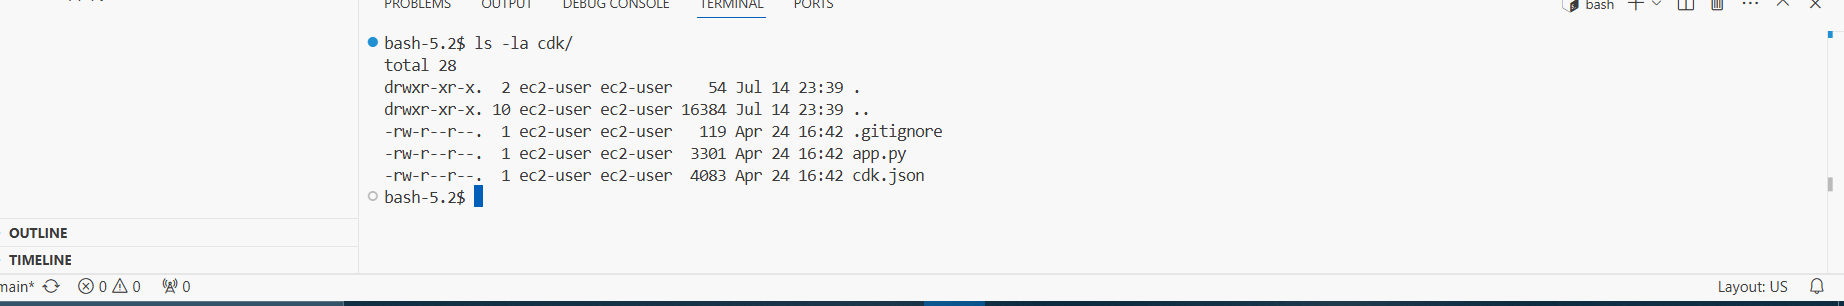 PROBLEMS OUTPUT DEBUG CONSOLE TERMINAL PORTS bash
bash-5.2$ ls -la cdk/
total 28
drwxr-xr-x.  2 ec2-user ec2-user    54 Jul 14 23:39 .
drwxr-xr-x. 10 ec2-user ec2-user 16384 Jul 14 23:39 ..
-rw-r--r--.  1 ec2-user ec2-user   119 Apr 24 16:42 .gitignore
-rw-r--r--.  1 ec2-user ec2-user  3301 Apr 24 16:42 app.py
-rw-r--r--.  1 ec2-user ec2-user  4083 Apr 24 16:42 cdk.json
bash-5.2$
OUTLINE
TIMELINE
main* 0 0 0 Layout: US